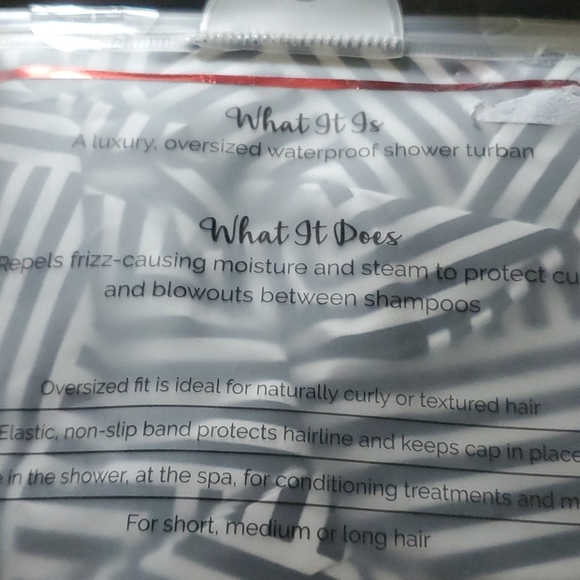 What It Is
A luxury, oversized waterproof shower turban
What It Does
Repels frizz-causing moisture and steam to protect cu
and blowouts between shampoos
Oversized fit is ideal for naturally curly or textured hair
Elastic, non-slip band protects hairline and keeps cap in place
in the shower, at the spa, for conditioning treatments and m
For short, medium or long hair